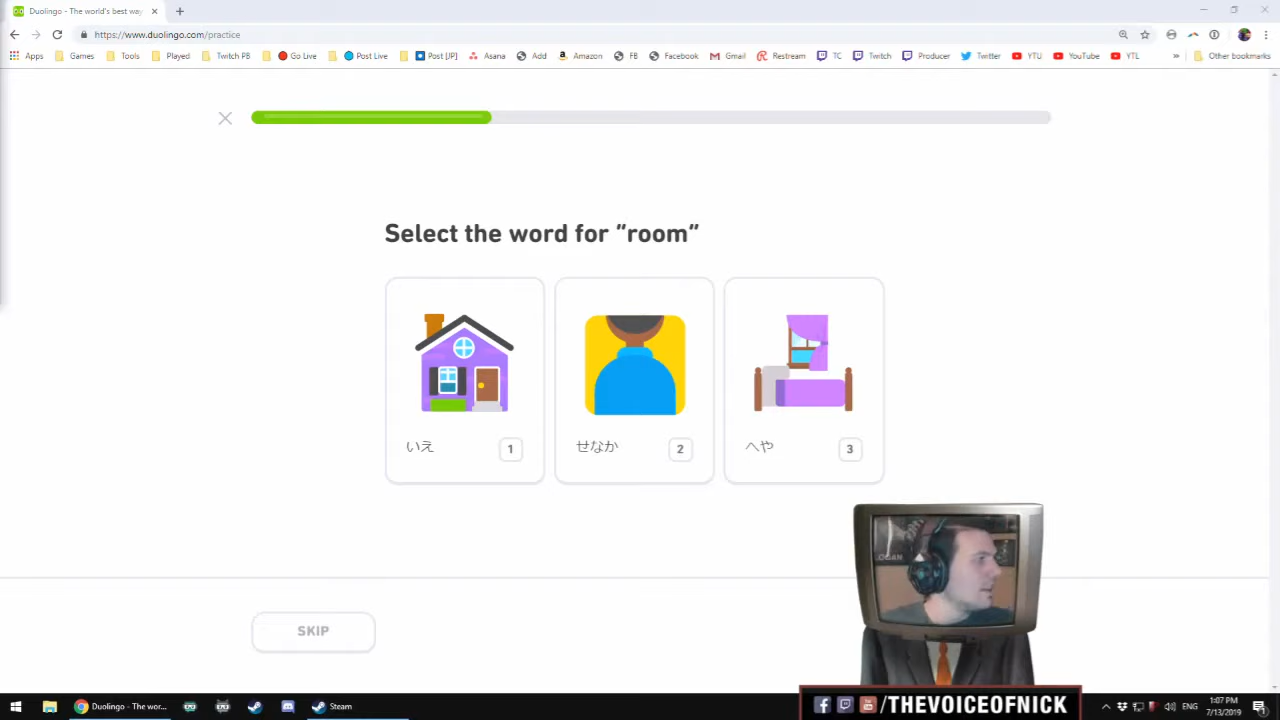 Duolingo - The world's best way
https://www.duolingo.com/practice
Apps Games Tools Played Twitch PB Go Live Post Live Post [JP] Asana Add Amazon FB Facebook Gmail Restream TC Twitch Producer Twitter YTU YouTube YTL » Other bookmarks
Select the word for “room”
いえ 1
せなか 2
へや 3
SKIP
/THEVOICEOFNICK
Duolingo - The wor...
Steam
ENG
1:07 PM
7/13/2019